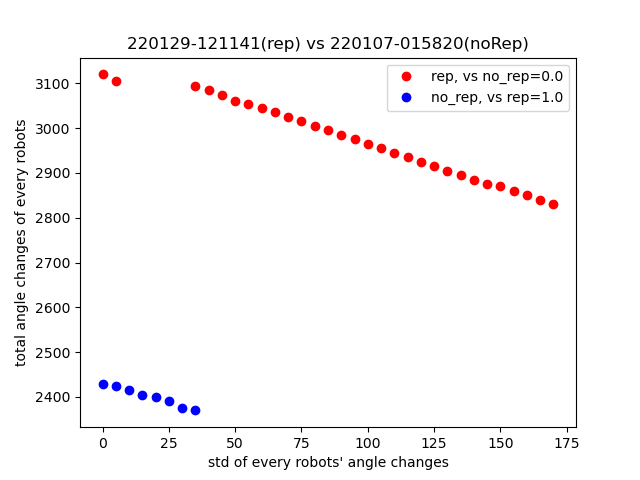 220129-121141(rep) vs 220107-015820(noRep)
rep, vs no_rep=0.0
no_rep, vs rep=1.0
total angle changes of every robots
3100
3000
2900
2800
2700
2600
2500
2400
0 25 50 75 100 125 150 175
std of every robots' angle changes